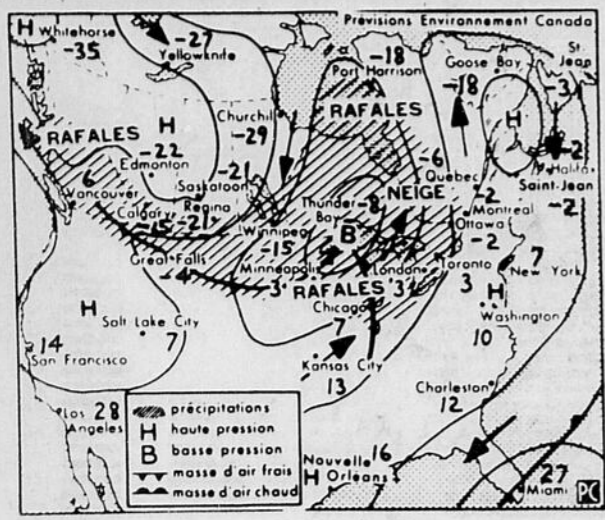 Prévisions Environnement Canada
H Whitehorse
-35
-27
Yellowknife
-18
Port Harrison
Goose Bay
-18
St.
Jean
-3
RAFALES
H
Churchill
-29
RAFALES
H
-2
Halifax
-22
Edmonton
-21
Saskatoon
-6
Québec
Saint-Jean
-2
6
Vancouver
Calgary
-15
Regina
-21
Thunder
Bay
-8
NEIGE
-2
Montreal
Ottawa
-2
Winnipeg
-15
B
Great Falls
-4
Minneapolis
3
London
3
Toronto
3
7
New York
RAFALES
Chicago
7
H
Washington
10
H
Salt Lake City
7
14
San Francisco
Kansas City
13
Charleston
12
Los
Angeles
28
précipitations
H haute pression
B basse pression
masse d'air frais
masse d'air chaud
Nouvelle
Orléans
16
H
27
Miami
PC